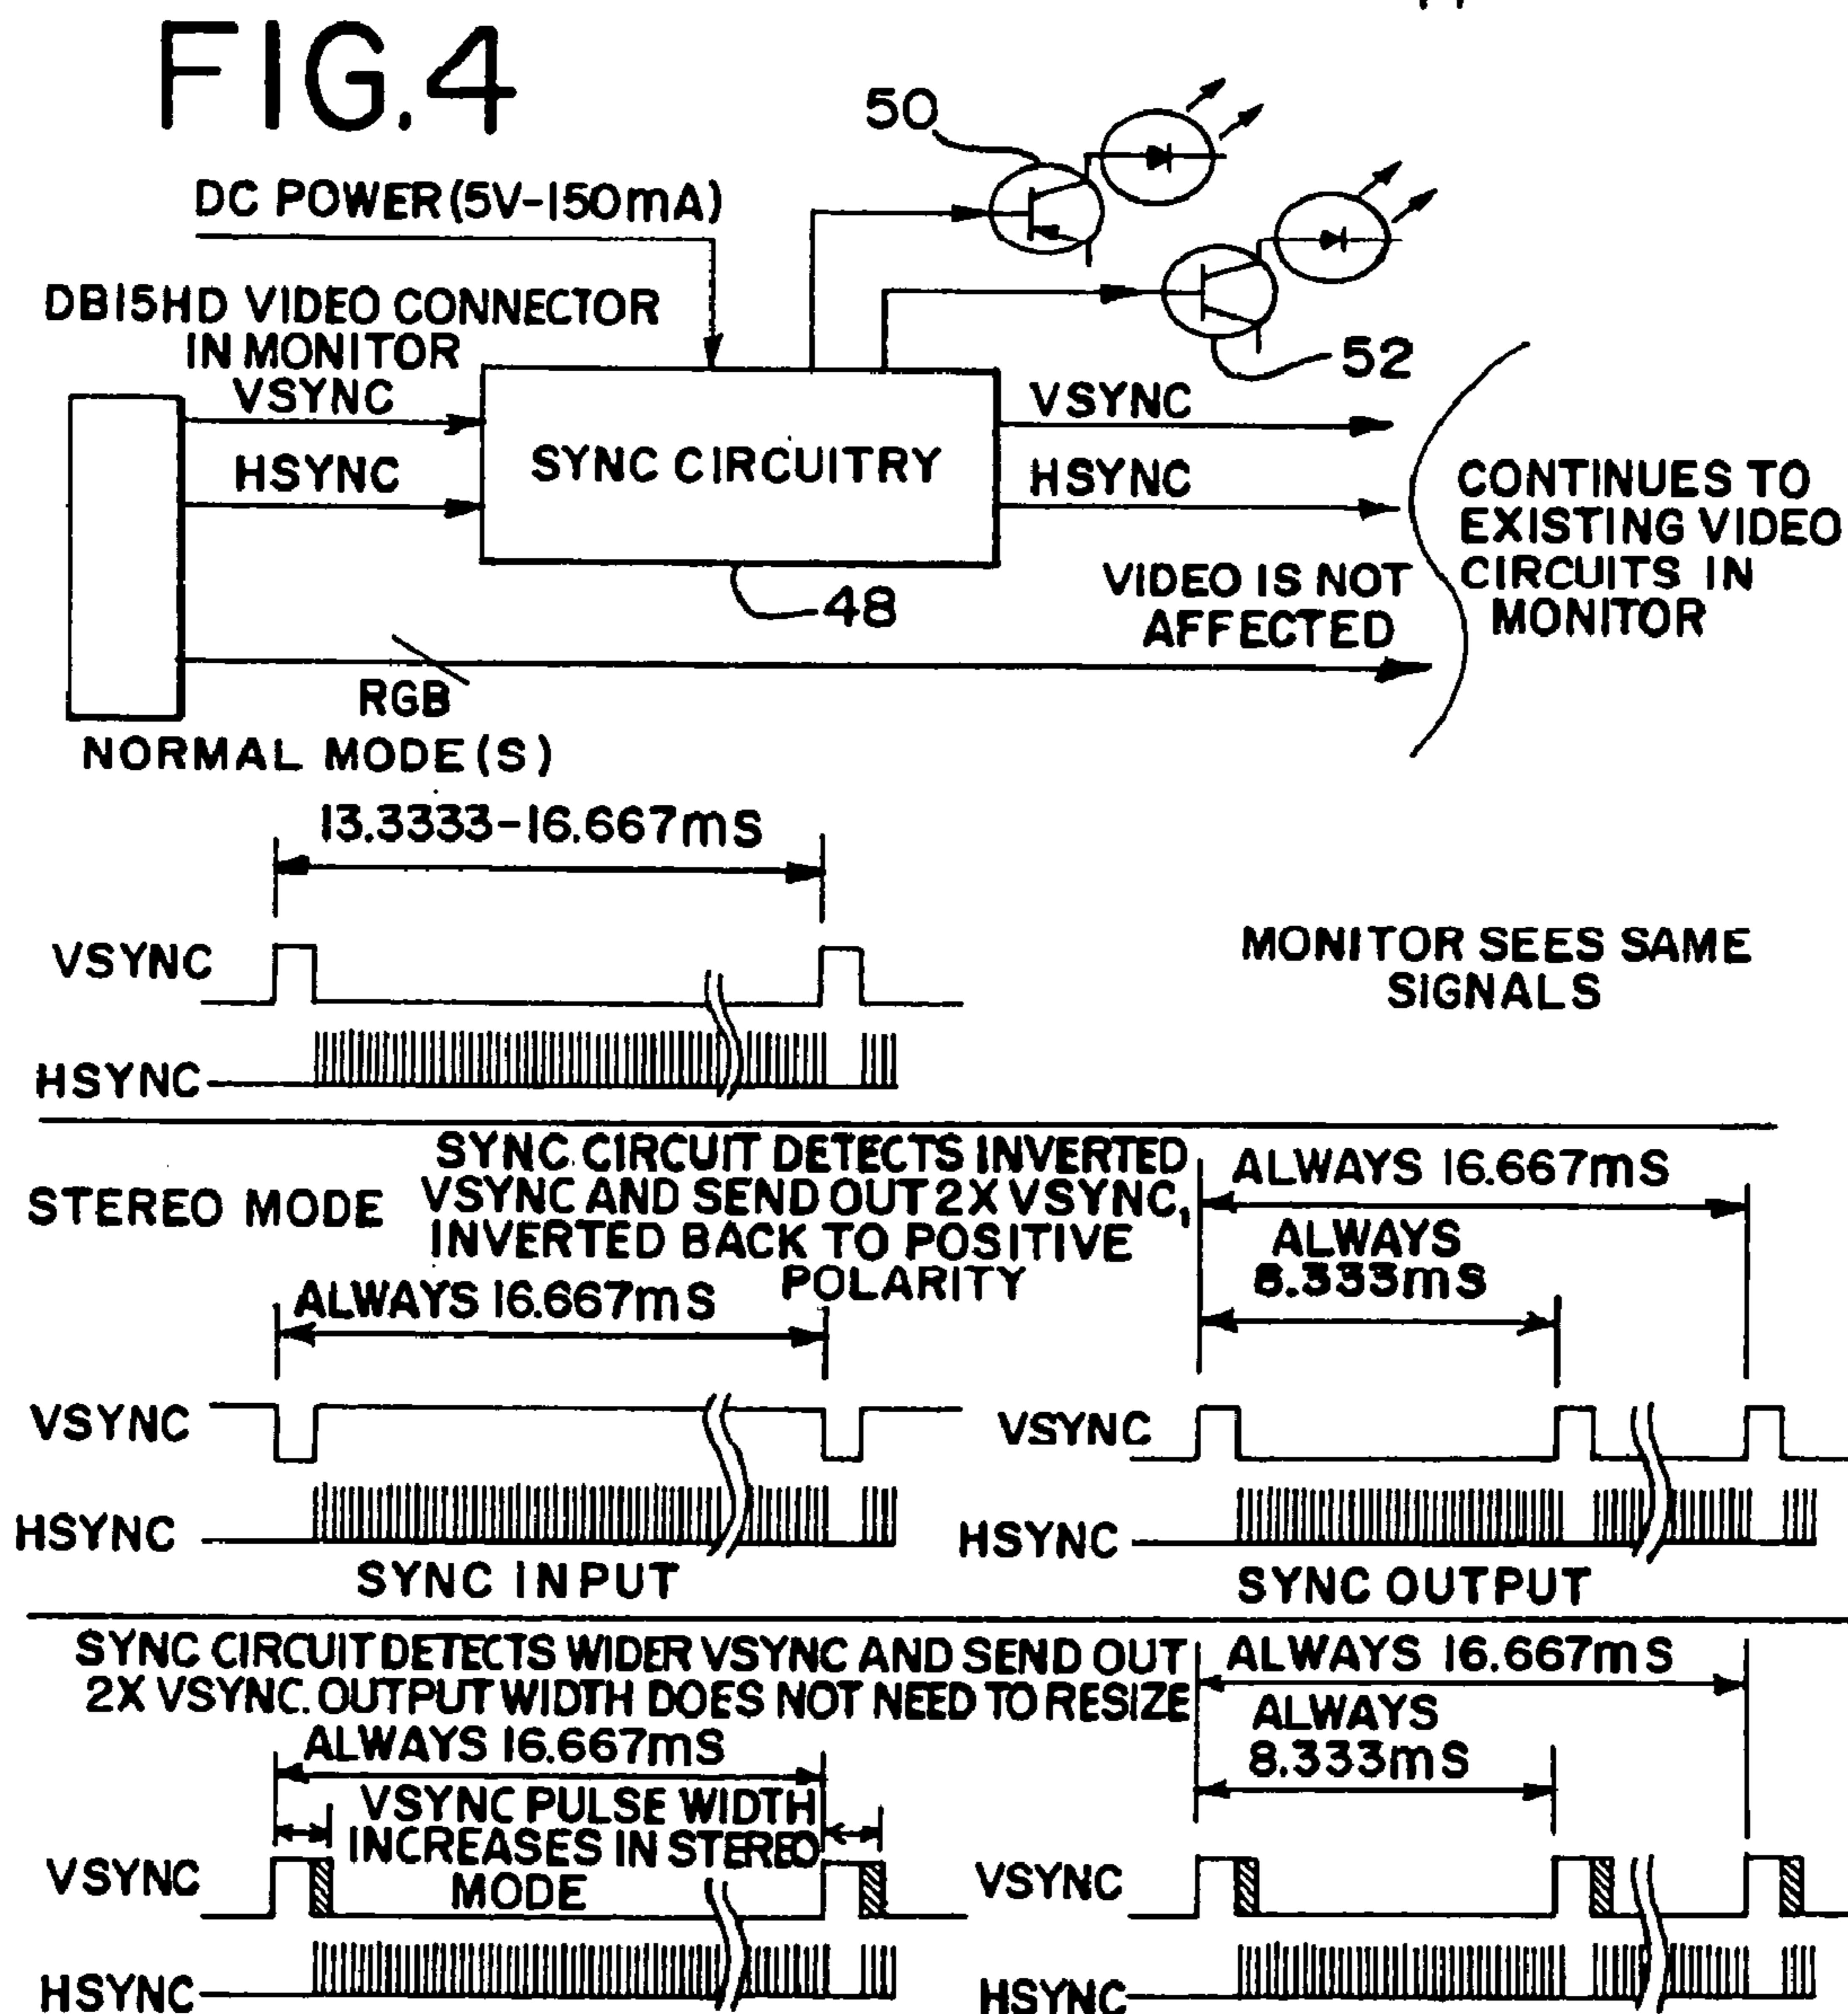 FIG.4
50
DC POWER (5V-150mA)
DB15HD VIDEO CONNECTOR
IN MONITOR
52
VSYNC
VSYNC
HSYNC
SYNC CIRCUITRY
HSYNC
CONTINUES TO
EXISTING VIDEO
CIRCUITS IN
MONITOR
VIDEO IS NOT
AFFECTED
48
RGB
NORMAL MODE(S)
13.3333-16.667mS
VSYNC
MONITOR SEES SAME
SIGNALS
HSYNC
STEREO MODE
SYNC CIRCUIT DETECTS INVERTED
VSYNC AND SEND OUT 2X VSYNC,
INVERTED BACK TO POSITIVE
POLARITY
ALWAYS 16.667mS
ALWAYS
8.333mS
ALWAYS 16.667mS
VSYNC
VSYNC
HSYNC
HSYNC
SYNC INPUT
SYNC OUTPUT
SYNC CIRCUIT DETECTS WIDER VSYNC AND SEND OUT
2X VSYNC. OUTPUT WIDTH DOES NOT NEED TO RESIZE
ALWAYS 16.667mS
ALWAYS
8.333mS
ALWAYS 16.667mS
VSYNC PULSE WIDTH
INCREASES IN STEREO
MODE
VSYNC
VSYNC
HSYNC
HSYNC